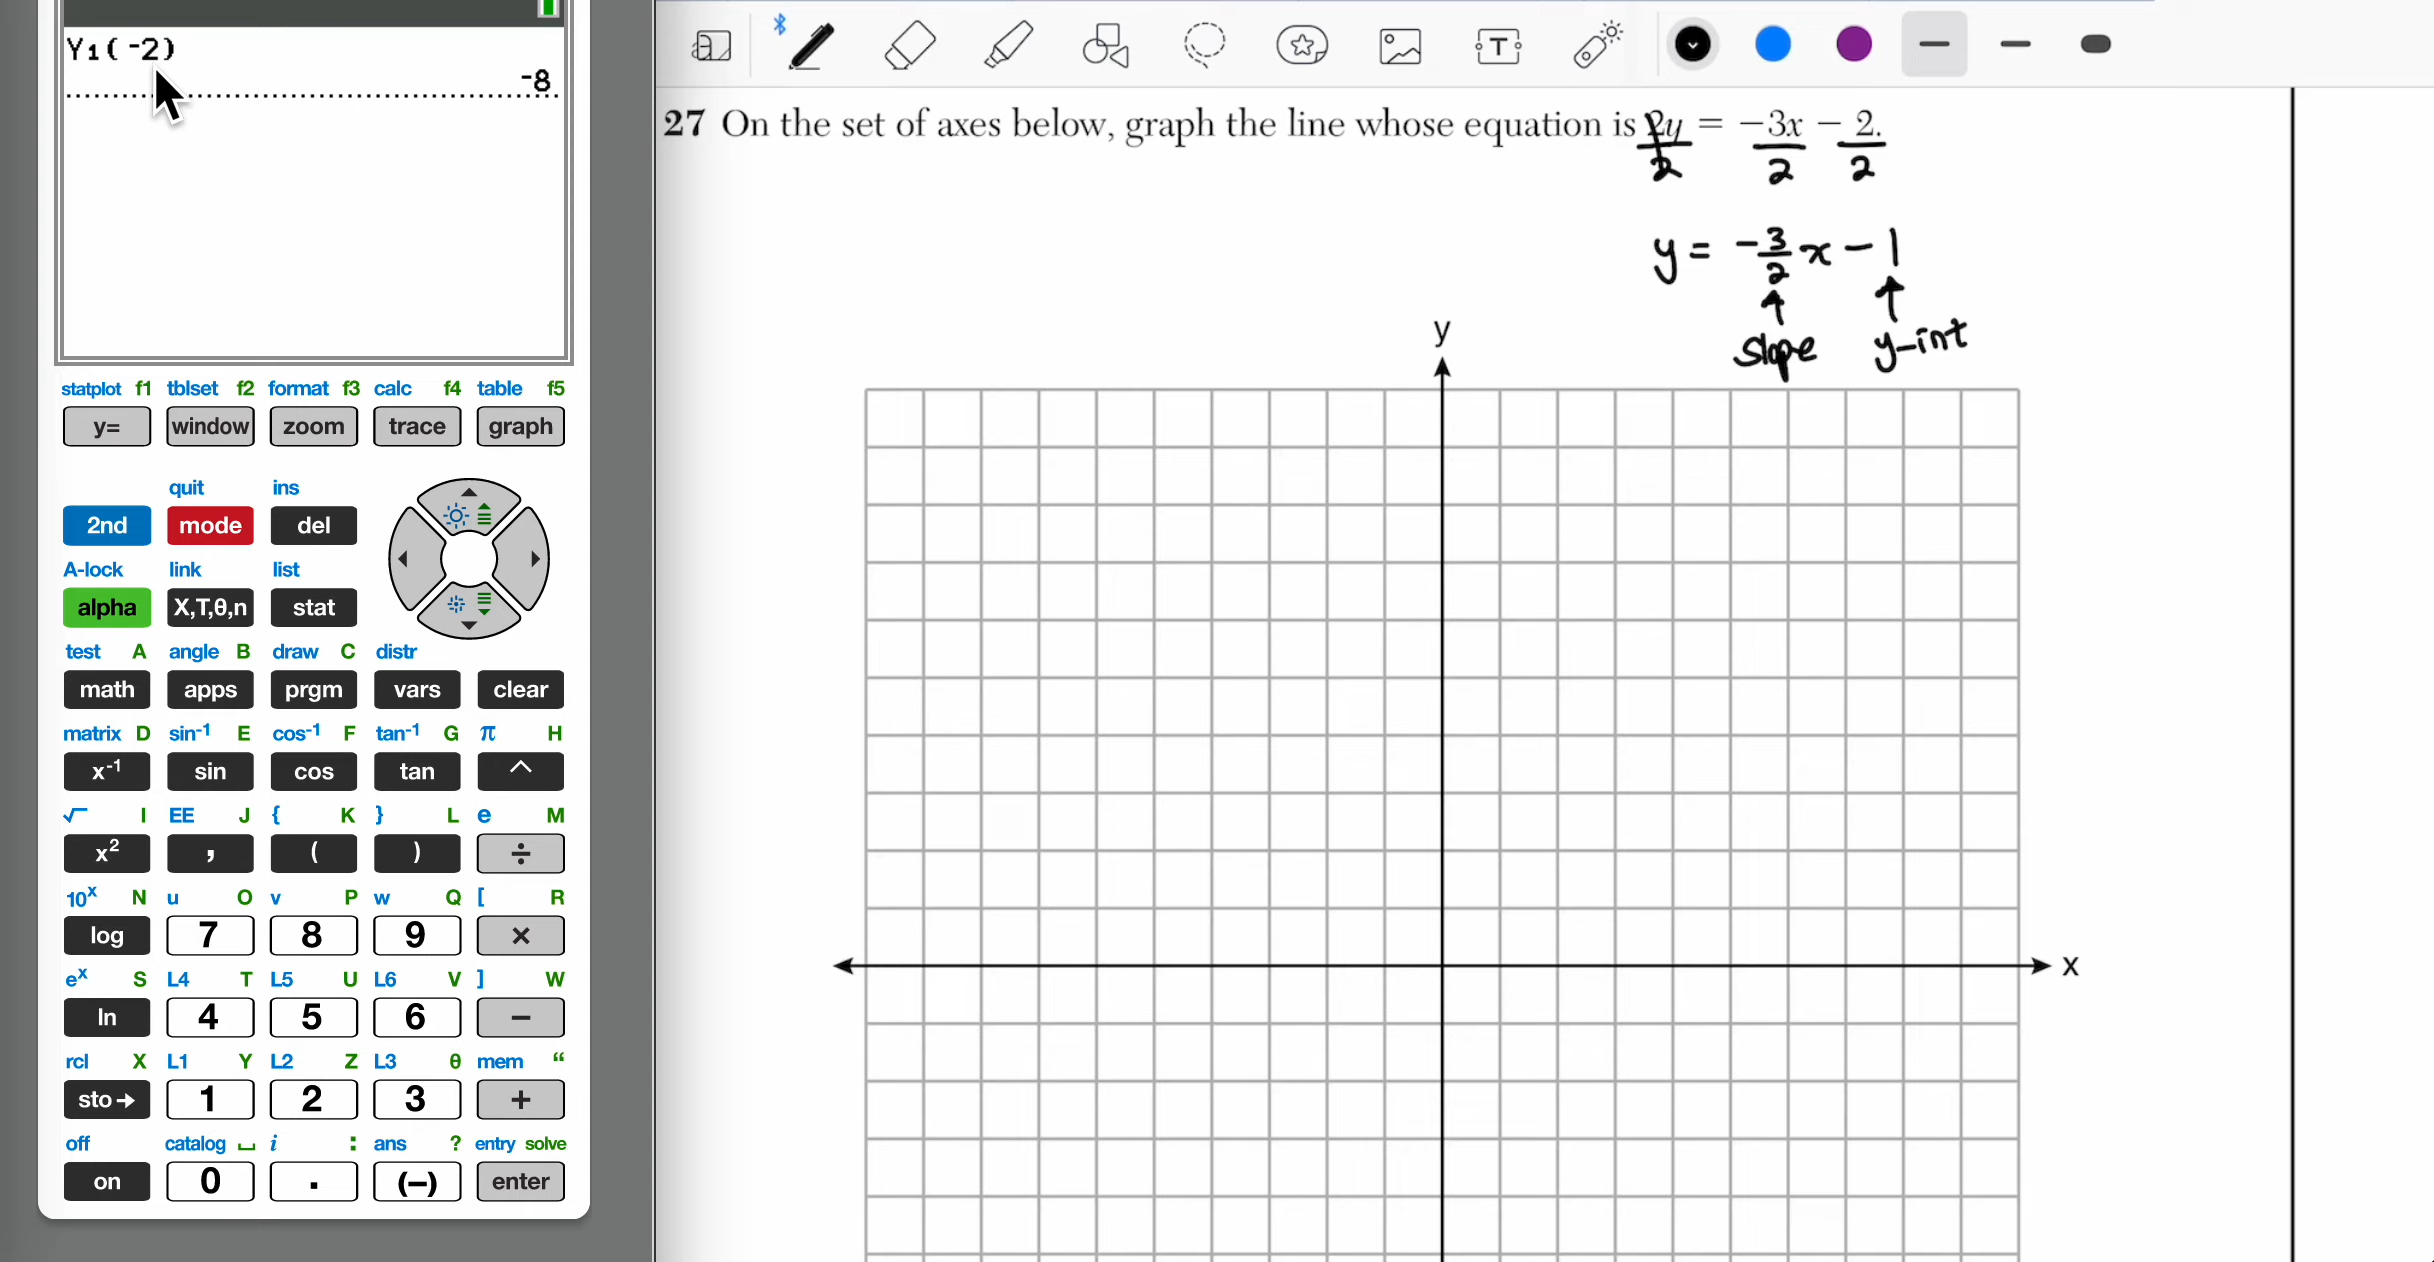 Y1(-2)
-8
statplot f1 tblset f2 format f3 calc f4 table f5
y= window zoom trace graph
quit ins
2nd mode del
A-lock link list
alpha X,T,θ,n stat
test A angle B draw C distr
math apps prgm vars clear
matrix D sin-1 E cos-1 F tan-1 G π H
x-1 sin cos tan ^
√ I EE J { K } L e M
x2 , ( ) ÷
10x N u O v P w Q [ R
log 7 8 9 ×
ex S L4 T L5 U L6 V ] W
ln 4 5 6 −
rcl X L1 Y L2 Z L3 θ mem “
sto→ 1 2 3 +
off catalog ⎵ i : ans ? entry solve
on 0 . (−) enter
a
T
27 On the set of axes below, graph the line whose equation is 2y = −3x − 2.
2 2 2
y = -3/2 x - 1
slope y-int
y
x